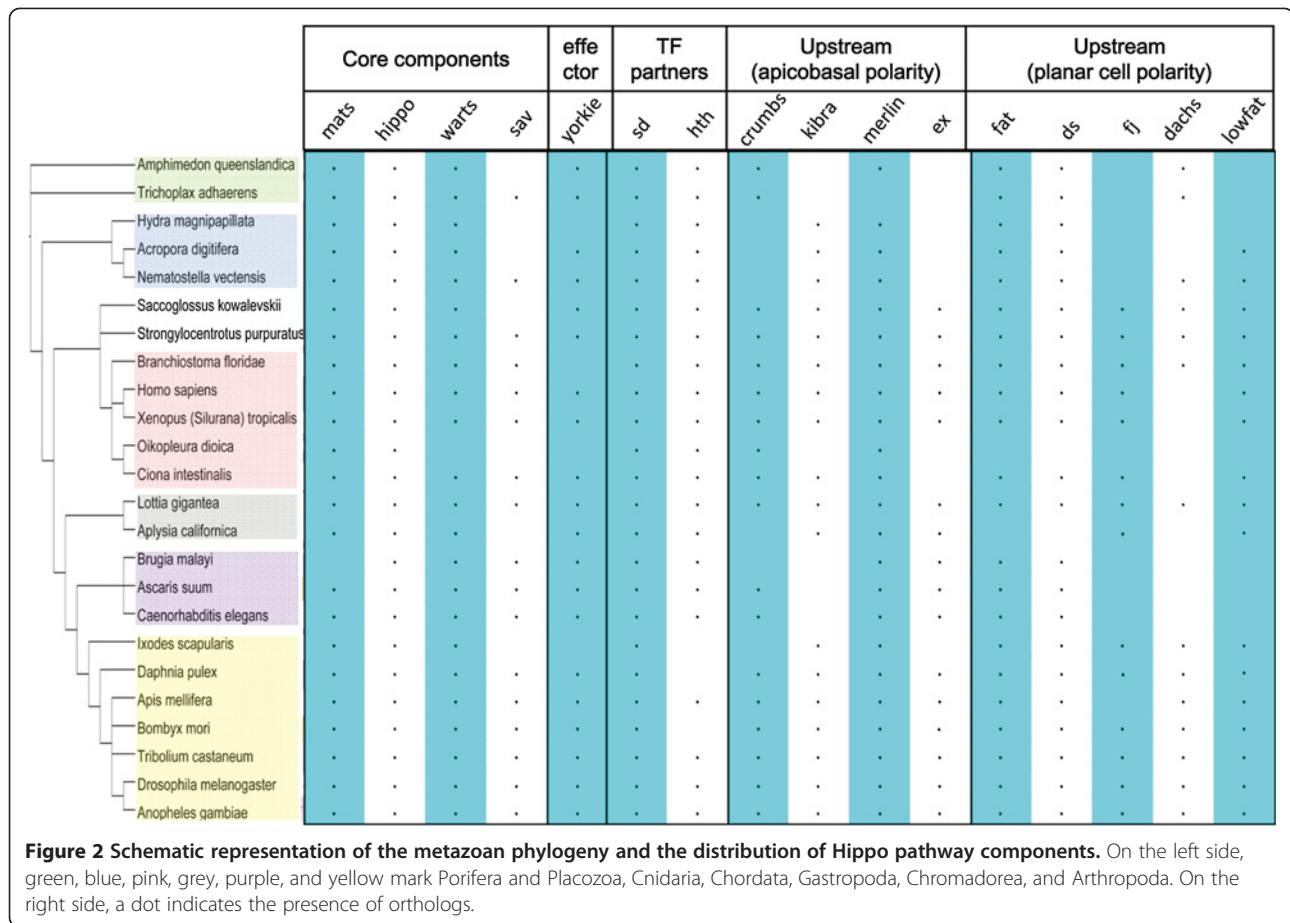 Core components
effe
ctor
TF
partners
Upstream
(apicobasal polarity)
Upstream
(planar cell polarity)
mats
hippo
warts
sav
yorkie
sd
hth
crumbs
kibra
merlin
ex
fat
ds
fj
dachs
lowfat
Amphimedon queenslandica
Trichoplax adhaerens
Hydra magnipapillata
Acropora digitifera
Nematostella vectensis
Saccoglossus kowalevskii
Strongylocentrotus purpuratus
Branchiostoma floridae
Homo sapiens
Xenopus (Silurana) tropicalis
Oikopleura dioica
Ciona intestinalis
Lottia gigantea
Aplysia californica
Brugia malayi
Ascaris suum
Caenorhabditis elegans
Ixodes scapularis
Daphnia pulex
Apis mellifera
Bombyx mori
Tribolium castaneum
Drosophila melanogaster
Anopheles gambiae
Figure 2 Schematic representation of the metazoan phylogeny and the distribution of Hippo pathway components. On the left side,
green, blue, pink, grey, purple, and yellow mark Porifera and Placozoa, Cnidaria, Chordata, Gastropoda, Chromadorea, and Arthropoda. On the
right side, a dot indicates the presence of orthologs.